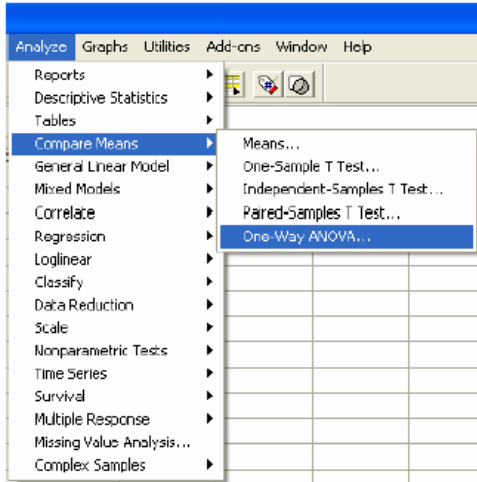 Analyze Graphs Utilities Add-ons Window Help
Reports
Descriptive Statistics
Tables
Compare Means
General Linear Model
Mixed Models
Correlate
Regression
Loglinear
Classify
Data Reduction
Scale
Nonparametric Tests
Time Series
Survival
Multiple Response
Missing Value Analysis...
Complex Samples
Means...
One-Sample T Test...
Independent-Samples T Test...
Paired-Samples T Test...
One-Way ANOVA...